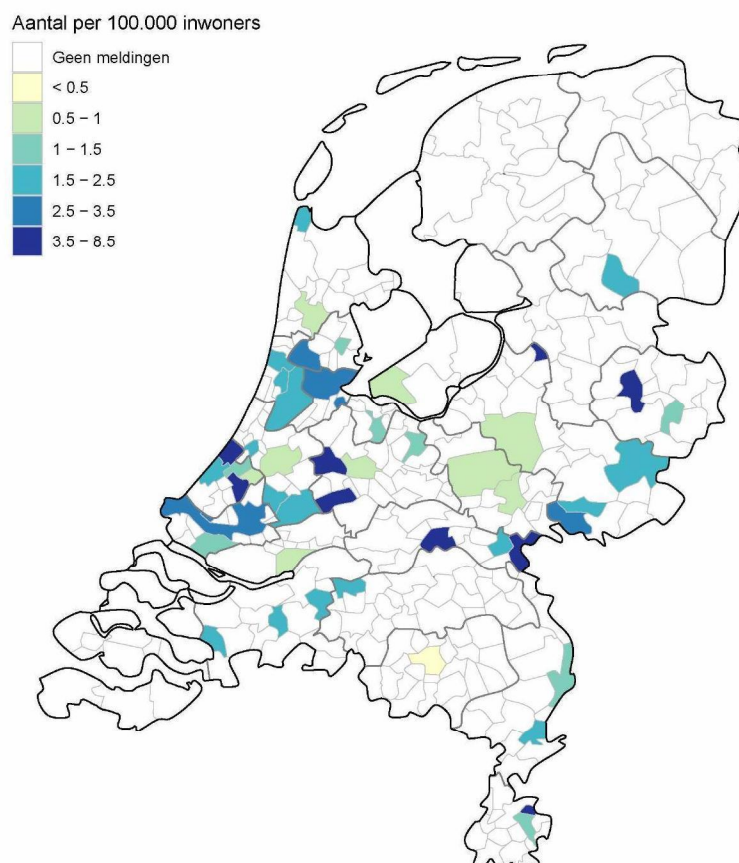 Aantal per 100.000 inwoners
Geen meldingen
< 0.5
0.5 – 1
1 – 1.5
1.5 – 2.5
2.5 – 3.5
3.5 – 8.5